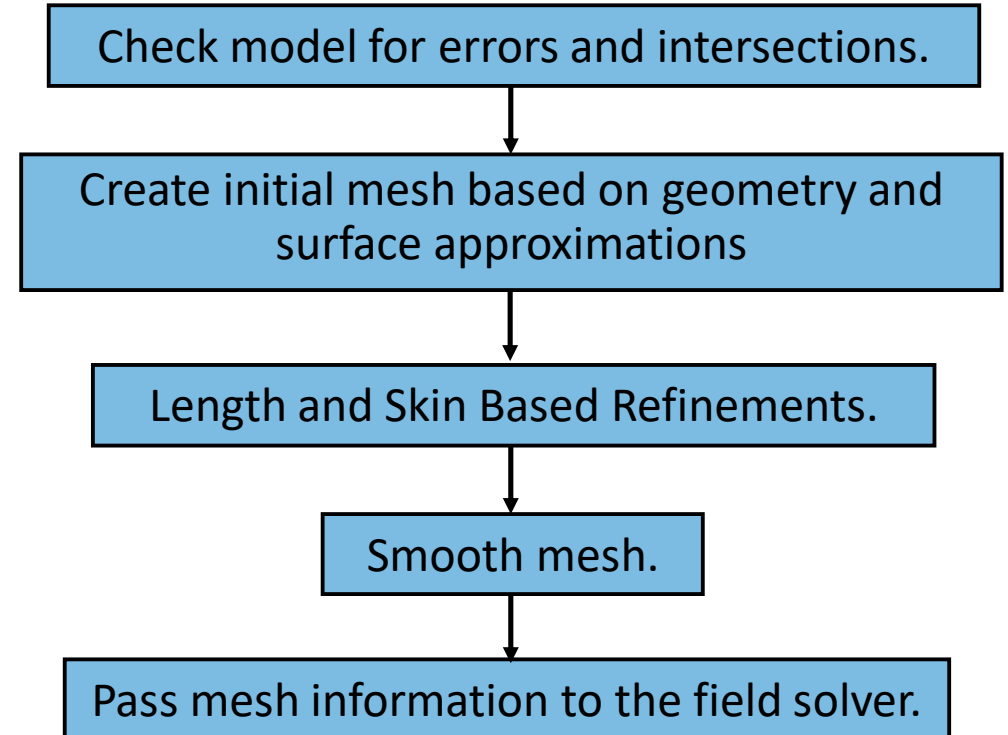 Check model for errors and intersections.
Create initial mesh based on geometry and
surface approximations
Length and Skin Based Refinements.
Smooth mesh.
Pass mesh information to the field solver.